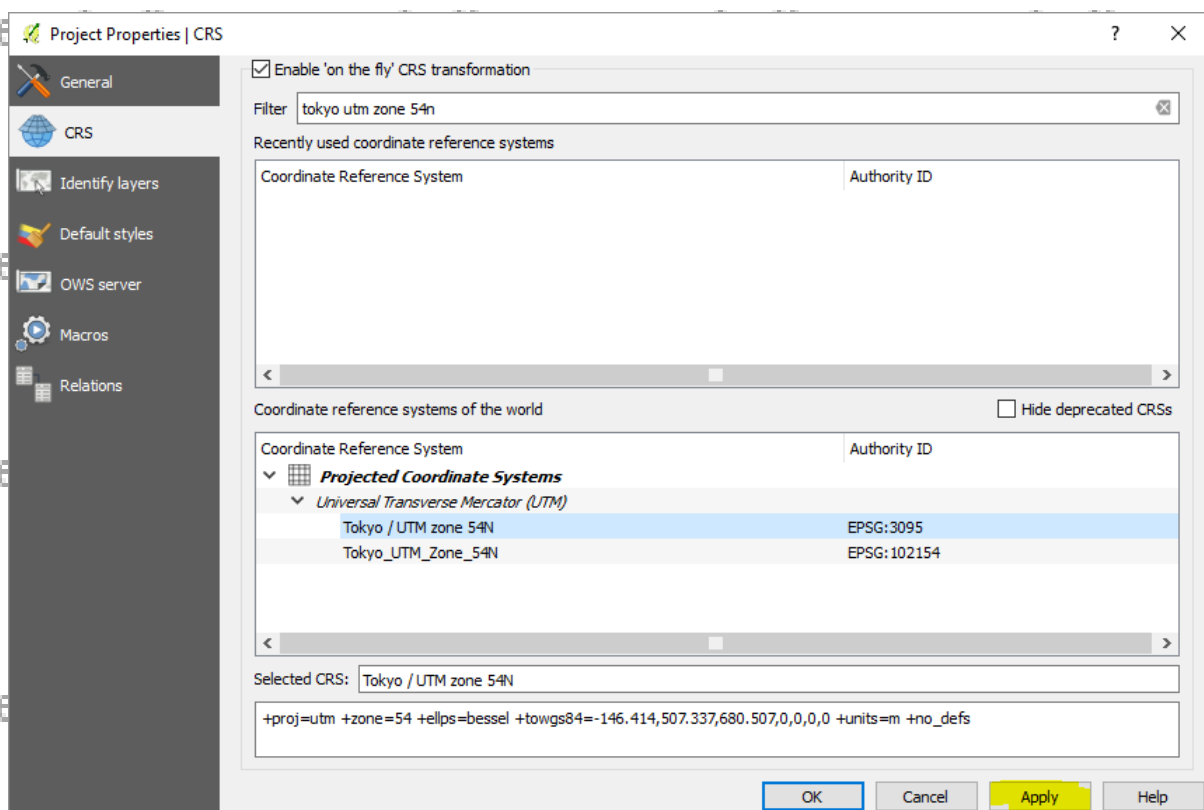 Project Properties | CRS
?
General
CRS
Identify layers
Default styles
OWS server
Macros
Relations
Enable 'on the fly' CRS transformation
Filter tokyo utm zone 54n
Recently used coordinate reference systems
Coordinate Reference System Authority ID
Coordinate reference systems of the world Hide deprecated CRSs
Coordinate Reference System Authority ID
Projected Coordinate Systems
Universal Transverse Mercator (UTM)
Tokyo / UTM zone 54N EPSG:3095
Tokyo_UTM_Zone_54N EPSG:102154
Selected CRS: Tokyo / UTM zone 54N
+proj=utm +zone=54 +ellps=bessel +towgs84=-146.414,507.337,680.507,0,0,0,0 +units=m +no_defs
OK Cancel Apply Help